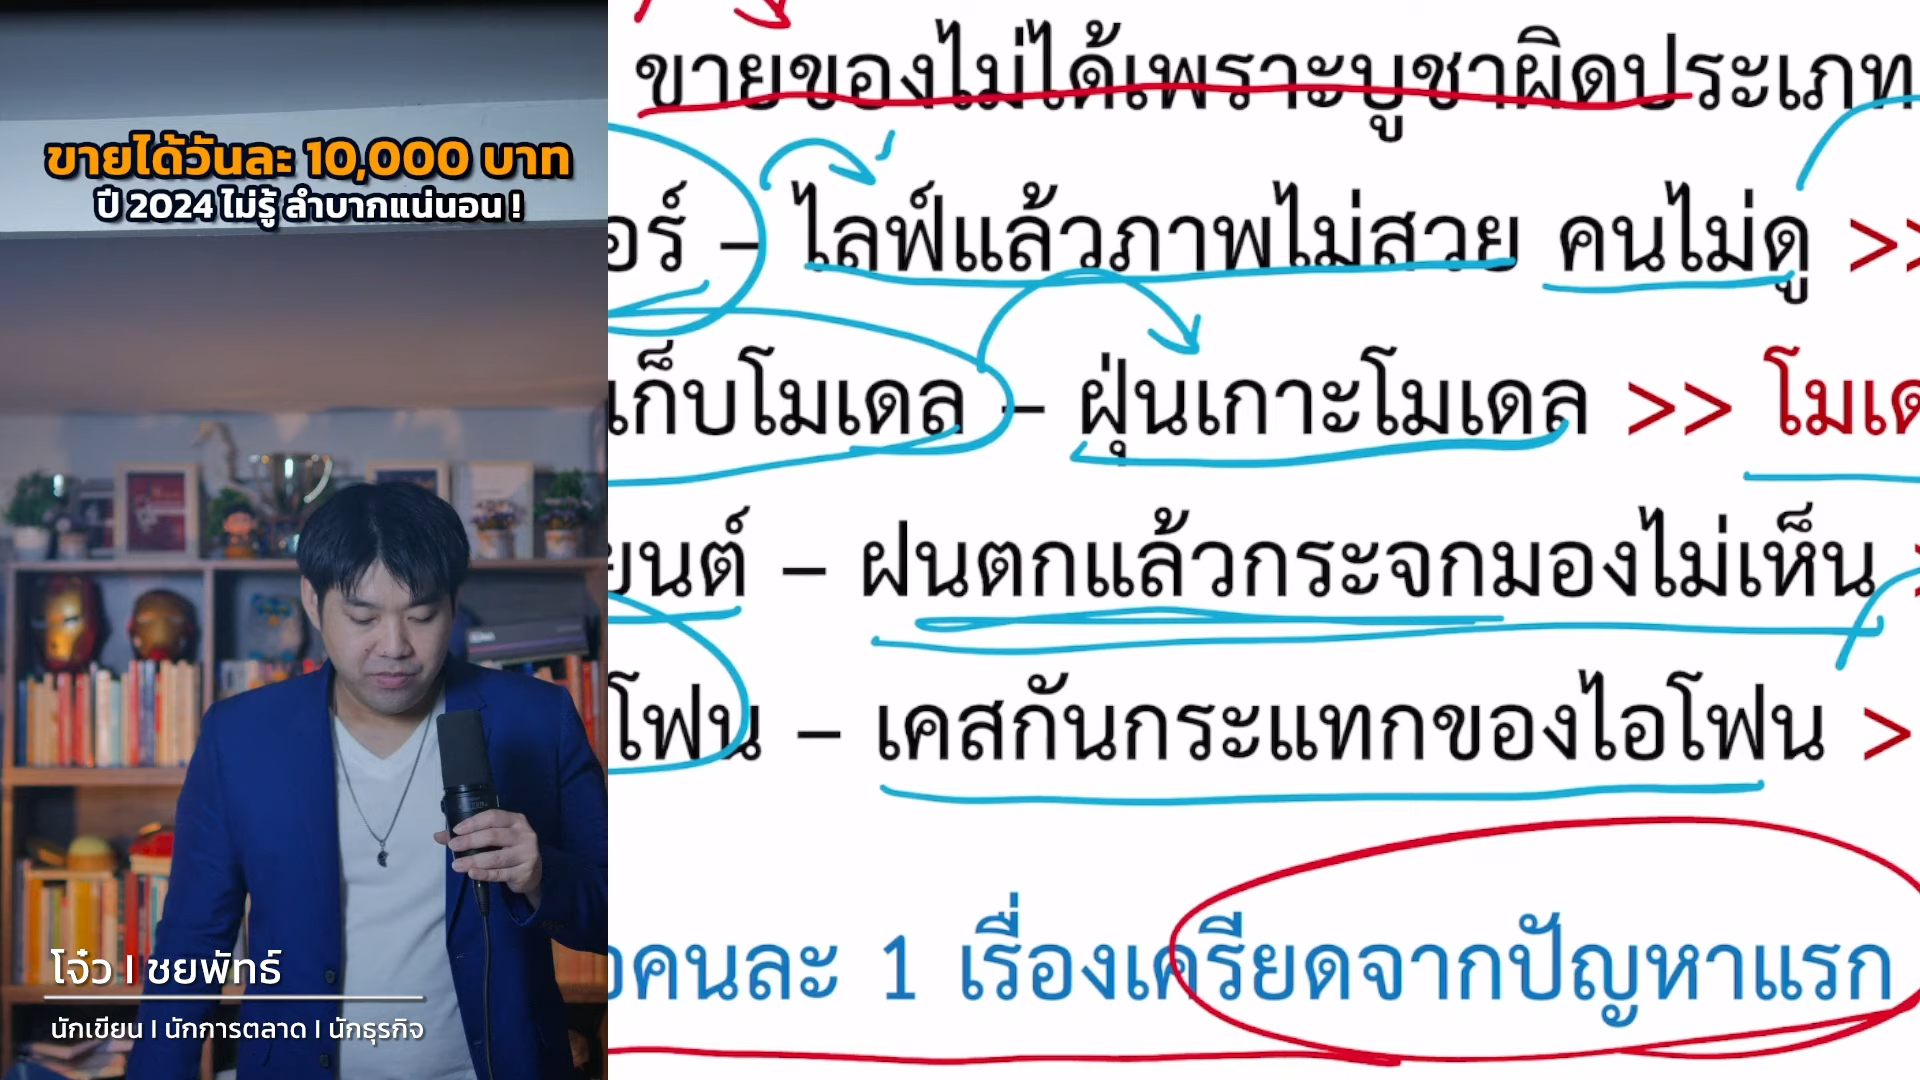 ขายได้วันละ 10,000 บาท
ปี 2024 ไม่รู้ ลำบากแน่นอน !
โจ๋ว I ชยพัทธ์
นักเขียน I นักการตลาด I นักธุรกิจ
ขายของไม่ได้เพราะบูชาผิดประเภท
– ไลฟ์แล้วภาพไม่สวย คนไม่ดู >>
เก็บโมเดล – ฝุ่นเกาะโมเดล >>
– ฝนตกแล้วกระจกมองไม่เห็น
– เคสกันกระแทกของไอโฟน >
คนละ 1 เรื่องเครียดจากปัญหาแรก